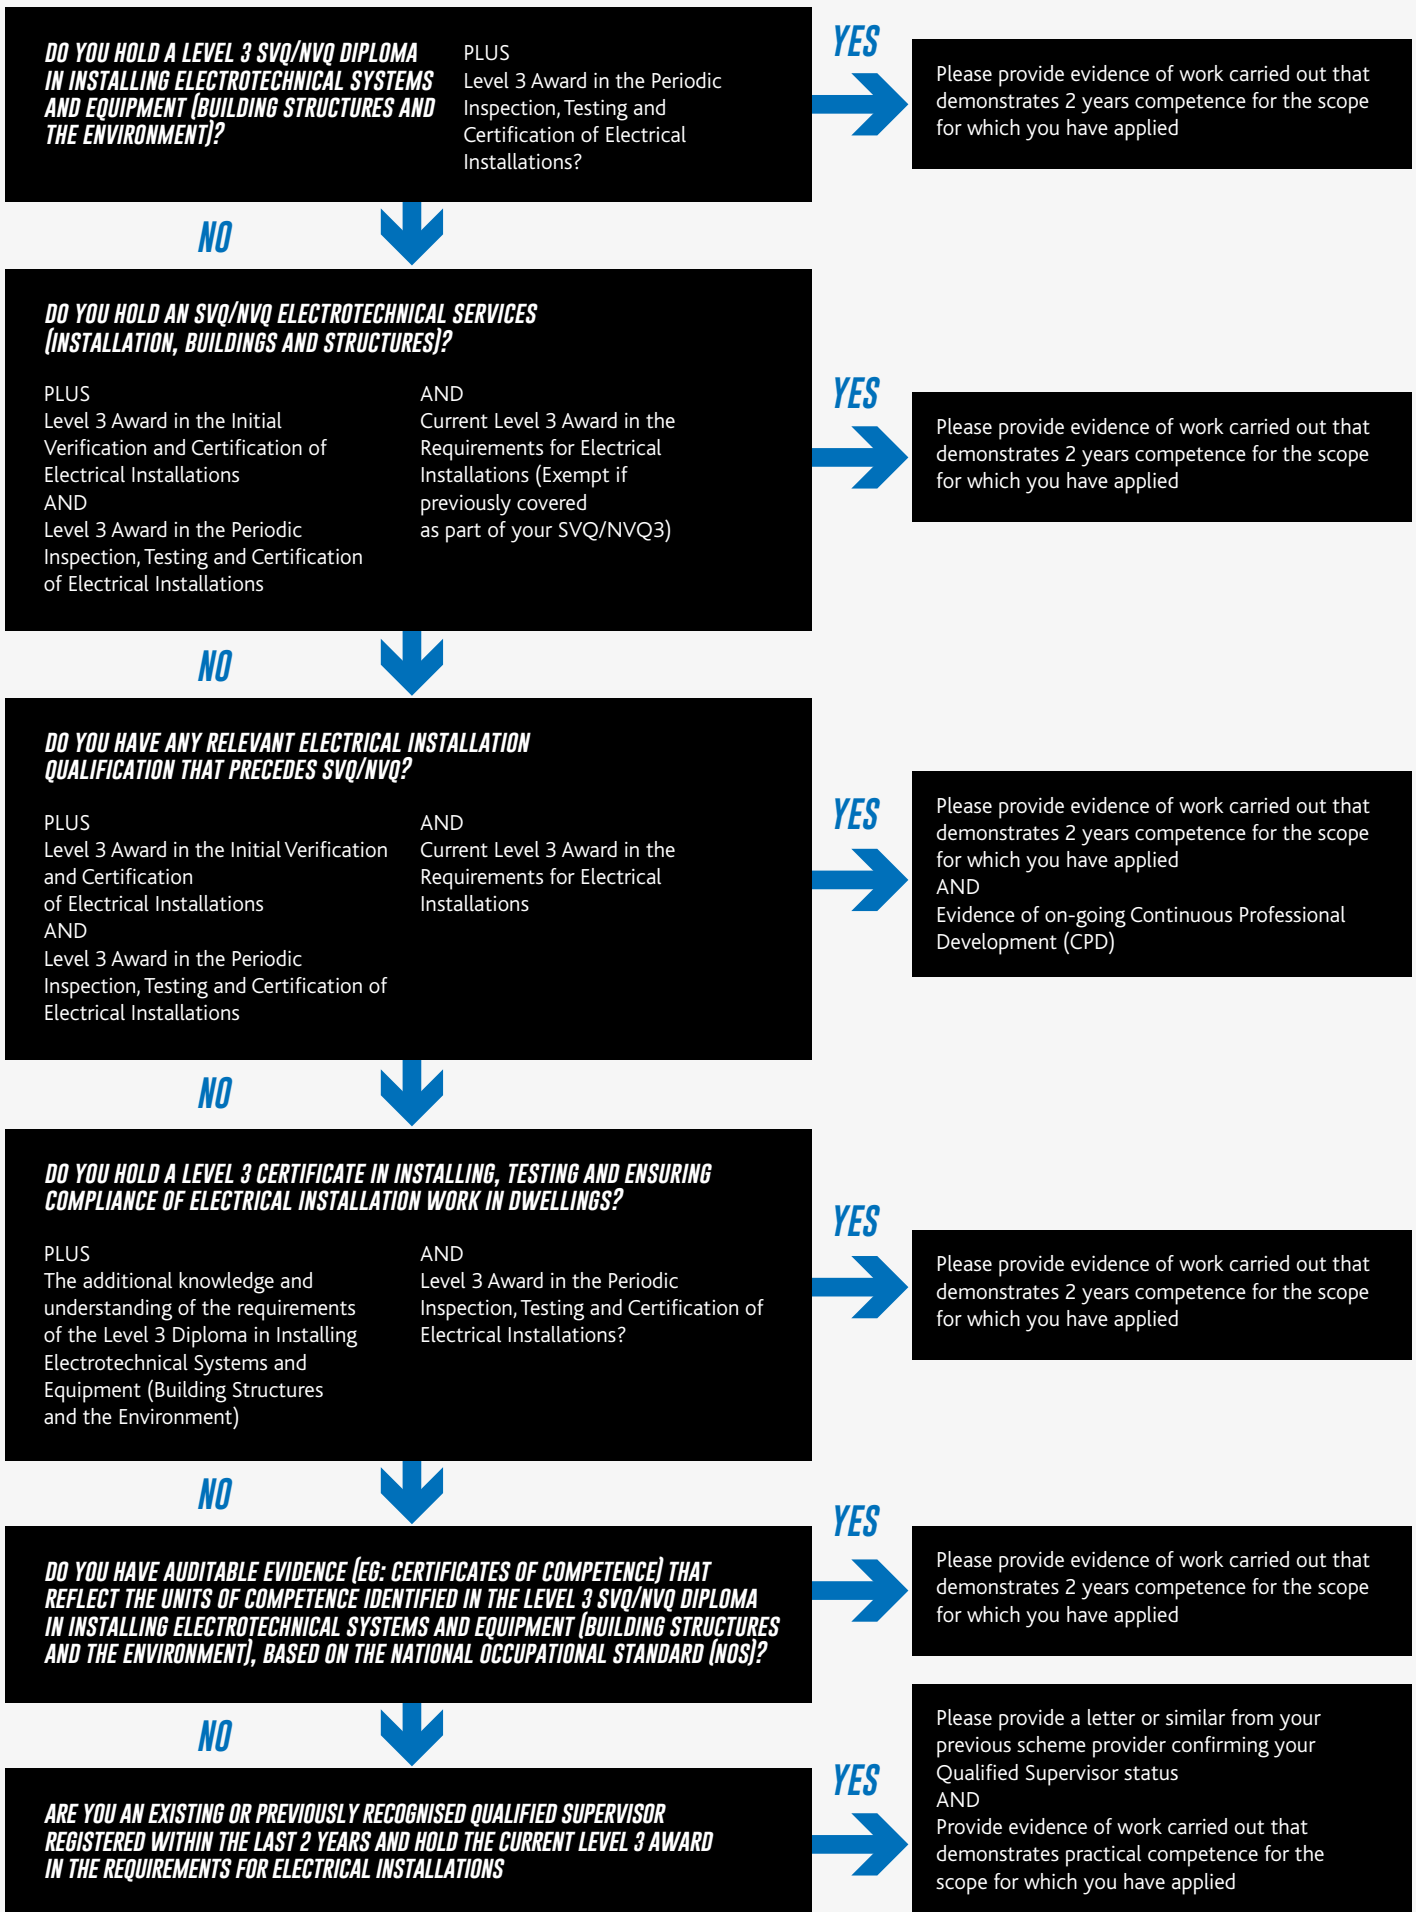 DO YOU HOLD A LEVEL 3 SVQ/NVQ DIPLOMA
IN INSTALLING ELECTROTECHNICAL SYSTEMS
AND EQUIPMENT (BUILDING STRUCTURES AND
THE ENVIRONMENT)?
PLUS
Level 3 Award in the Periodic
Inspection, Testing and
Certification of Electrical
Installations?
YES
Please provide evidence of work carried out that
demonstrates 2 years competence for the scope
for which you have applied
NO
DO YOU HOLD AN SVQ/NVQ ELECTROTECHNICAL SERVICES
(INSTALLATION, BUILDINGS AND STRUCTURES)?
PLUS
Level 3 Award in the Initial
Verification and Certification of
Electrical Installations
AND
Level 3 Award in the Periodic
Inspection, Testing and Certification
of Electrical Installations
AND
Current Level 3 Award in the
Requirements for Electrical
Installations (Exempt if
previously covered
as part of your SVQ/NVQ3)
YES
Please provide evidence of work carried out that
demonstrates 2 years competence for the scope
for which you have applied
NO
DO YOU HAVE ANY RELEVANT ELECTRICAL INSTALLATION
QUALIFICATION THAT PRECEDES SVQ/NVQ?
PLUS
Level 3 Award in the Initial Verification
and Certification
of Electrical Installations
AND
Level 3 Award in the Periodic
Inspection, Testing and Certification of
Electrical Installations
AND
Current Level 3 Award in the
Requirements for Electrical
Installations
YES
Please provide evidence of work carried out that
demonstrates 2 years competence for the scope
for which you have applied
AND
Evidence of on-going Continuous Professional
Development (CPD)
NO
DO YOU HOLD A LEVEL 3 CERTIFICATE IN INSTALLING, TESTING AND ENSURING
COMPLIANCE OF ELECTRICAL INSTALLATION WORK IN DWELLINGS?
PLUS
The additional knowledge and
understanding of the requirements
of the Level 3 Diploma in Installing
Electrotechnical Systems and
Equipment (Building Structures
and the Environment)
AND
Level 3 Award in the Periodic
Inspection, Testing and Certification of
Electrical Installations?
YES
Please provide evidence of work carried out that
demonstrates 2 years competence for the scope
for which you have applied
NO
DO YOU HAVE AUDITABLE EVIDENCE (EG: CERTIFICATES OF COMPETENCE) THAT
REFLECT THE UNITS OF COMPETENCE IDENTIFIED IN THE LEVEL 3 SVQ/NVQ DIPLOMA
IN INSTALLING ELECTROTECHNICAL SYSTEMS AND EQUIPMENT (BUILDING STRUCTURES
AND THE ENVIRONMENT), BASED ON THE NATIONAL OCCUPATIONAL STANDARD (NOS)?
YES
Please provide evidence of work carried out that
demonstrates 2 years competence for the scope
for which you have applied
NO
ARE YOU AN EXISTING OR PREVIOUSLY RECOGNISED QUALIFIED SUPERVISOR
REGISTERED WITHIN THE LAST 2 YEARS AND HOLD THE CURRENT LEVEL 3 AWARD
IN THE REQUIREMENTS FOR ELECTRICAL INSTALLATIONS
YES
Please provide a letter or similar from your
previous scheme provider confirming your
Qualified Supervisor status
AND
Provide evidence of work carried out that
demonstrates practical competence for the
scope for which you have applied